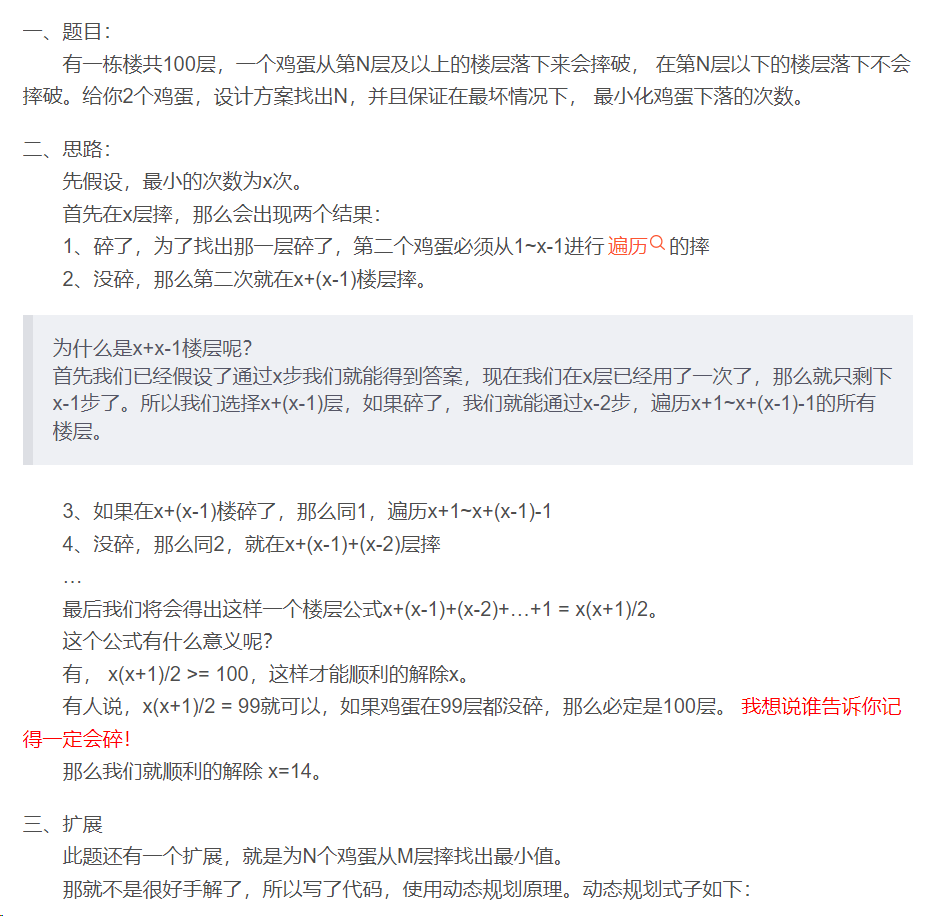 一、题目：
有一栋楼共100层，一个鸡蛋从第N层及以上的楼层落下来会摔破， 在第N层以下的楼层落下不会
摔破。给你2个鸡蛋，设计方案找出N，并且保证在最坏情况下， 最小化鸡蛋下落的次数。
二、思路：
先假设，最小的次数为x次。
首先在x层摔，那么会出现两个结果：
1、碎了，为了找出那一层碎了，第二个鸡蛋必须从1~x-1进行 遍历 的摔
2、没碎，那么第二次就在x+(x-1)楼层摔。
为什么是x+x-1楼层呢？
首先我们已经假设了通过x步我们就能得到答案，现在我们在x层已经用了一次了，那么就只剩下
x-1步了。所以我们选择x+(x-1)层，如果碎了，我们就能通过x-2步，遍历x+1~x+(x-1)-1的所有
楼层。
3、如果在x+(x-1)楼碎了，那么同1，遍历x+1~x+(x-1)-1
4、没碎，那么同2，就在x+(x-1)+(x-2)层摔
…
最后我们将会得出这样一个楼层公式x+(x-1)+(x-2)+…+1 = x(x+1)/2。
这个公式有什么意义呢？
有， x(x+1)/2 >= 100，这样才能顺利的解除x。
有人说，x(x+1)/2 = 99就可以，如果鸡蛋在99层都没碎，那么必定是100层。 我想说谁告诉你记
得一定会碎！
那么我们就顺利的解除 x=14。
三、扩展
此题还有一个扩展，就是为N个鸡蛋从M层摔找出最小值。
那就不是很好手解了，所以写了代码，使用动态规划原理。动态规划式子如下：